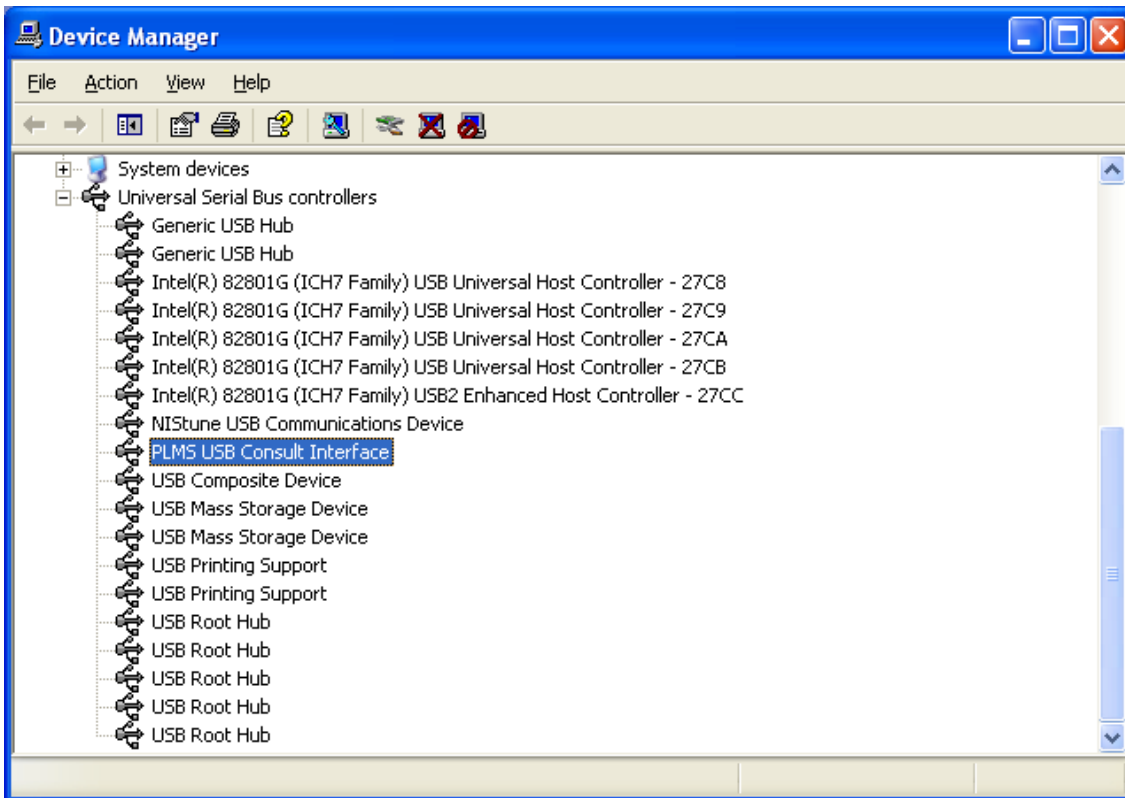 Device Manager
File Action View Help
System devices
Universal Serial Bus controllers
Generic USB Hub
Generic USB Hub
Intel(R) 82801G (ICH7 Family) USB Universal Host Controller - 27C8
Intel(R) 82801G (ICH7 Family) USB Universal Host Controller - 27C9
Intel(R) 82801G (ICH7 Family) USB Universal Host Controller - 27CA
Intel(R) 82801G (ICH7 Family) USB Universal Host Controller - 27CB
Intel(R) 82801G (ICH7 Family) USB2 Enhanced Host Controller - 27CC
NIStune USB Communications Device
PLMS USB Consult Interface
USB Composite Device
USB Mass Storage Device
USB Mass Storage Device
USB Printing Support
USB Printing Support
USB Root Hub
USB Root Hub
USB Root Hub
USB Root Hub
USB Root Hub